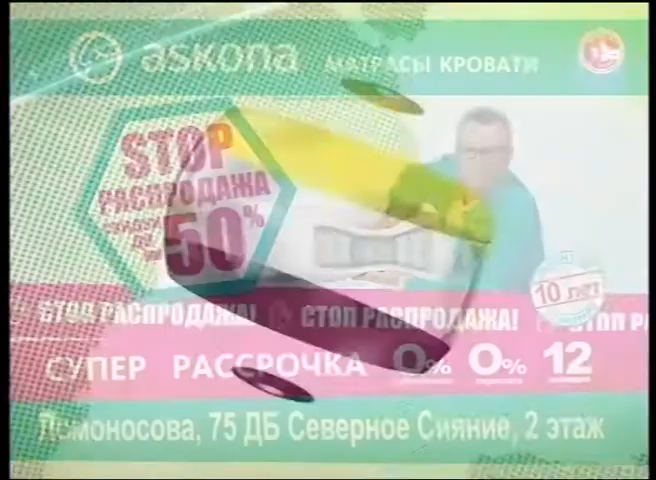 askona МАТРАСЫ КРОВАТИ
STOP
РАСПРОДАЖА
50%
10 лет
СТОП РАСПРОДАЖА! СТОП РАСПРОДАЖА! СТОП Р
СУПЕР РАССРОЧКА 0% 0% 12
Ломоносова, 75 ДБ Северное Сияние, 2 этаж